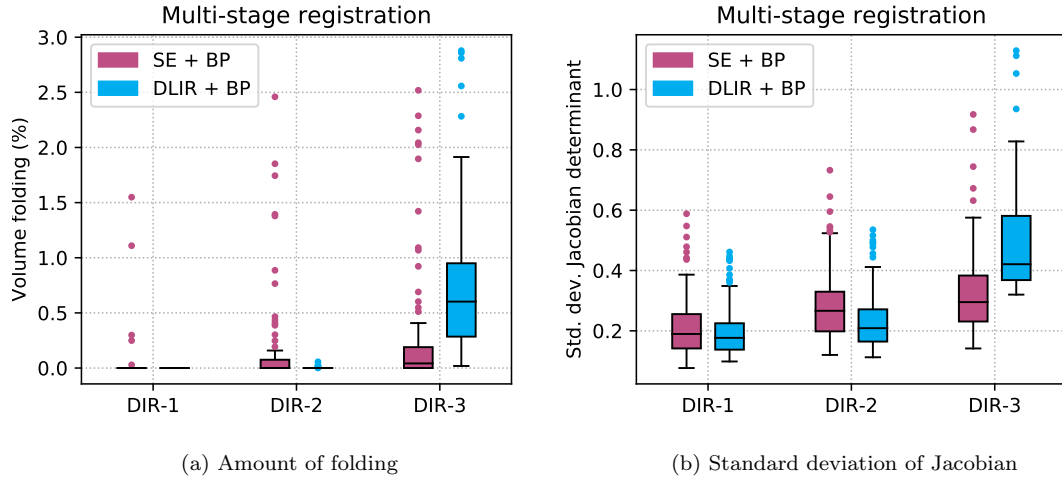 Multi-stage registration
SE + BP
DLIR + BP
Volume folding (%)
3.0
2.5
2.0
1.5
1.0
0.5
0.0
DIR-1 DIR-2 DIR-3
(a) Amount of folding
Multi-stage registration
SE + BP
DLIR + BP
Std. dev. Jacobian determinant
1.0
0.8
0.6
0.4
0.2
DIR-1 DIR-2 DIR-3
(b) Standard deviation of Jacobian